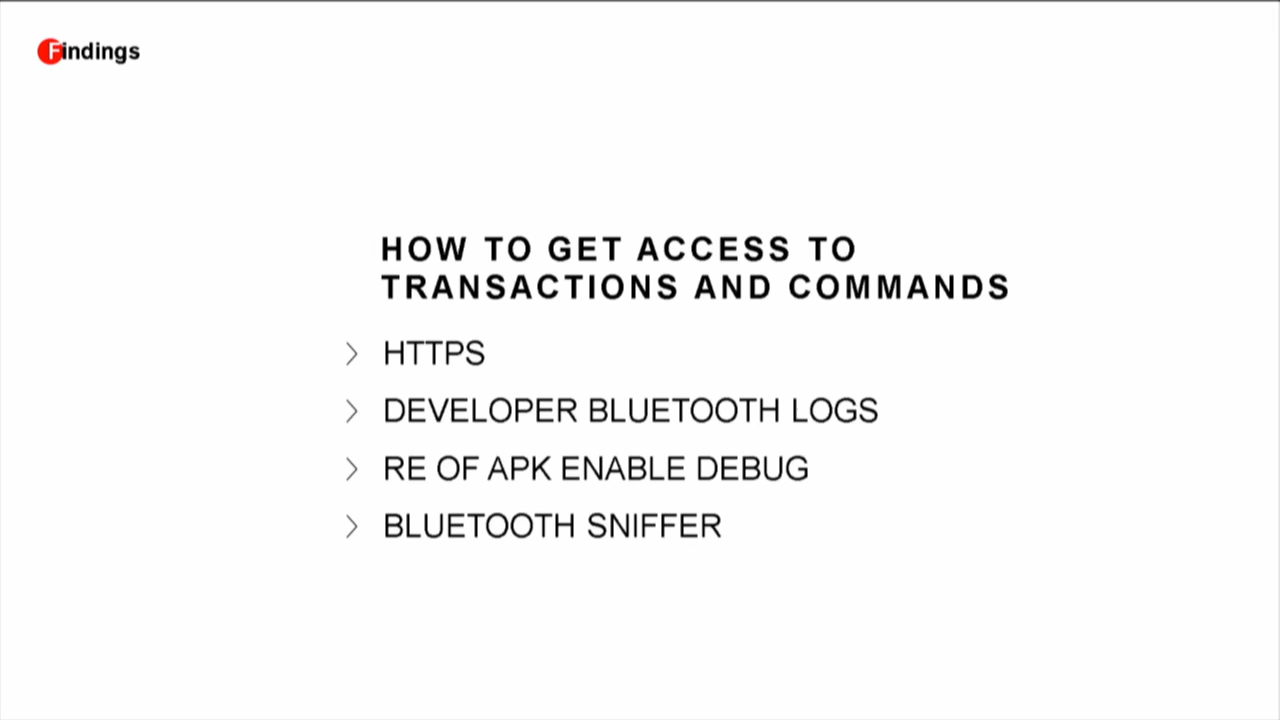 Findings
HOW TO GET ACCESS TO
TRANSACTIONS AND COMMANDS
HTTPS
DEVELOPER BLUETOOTH LOGS
RE OF APK ENABLE DEBUG
BLUETOOTH SNIFFER